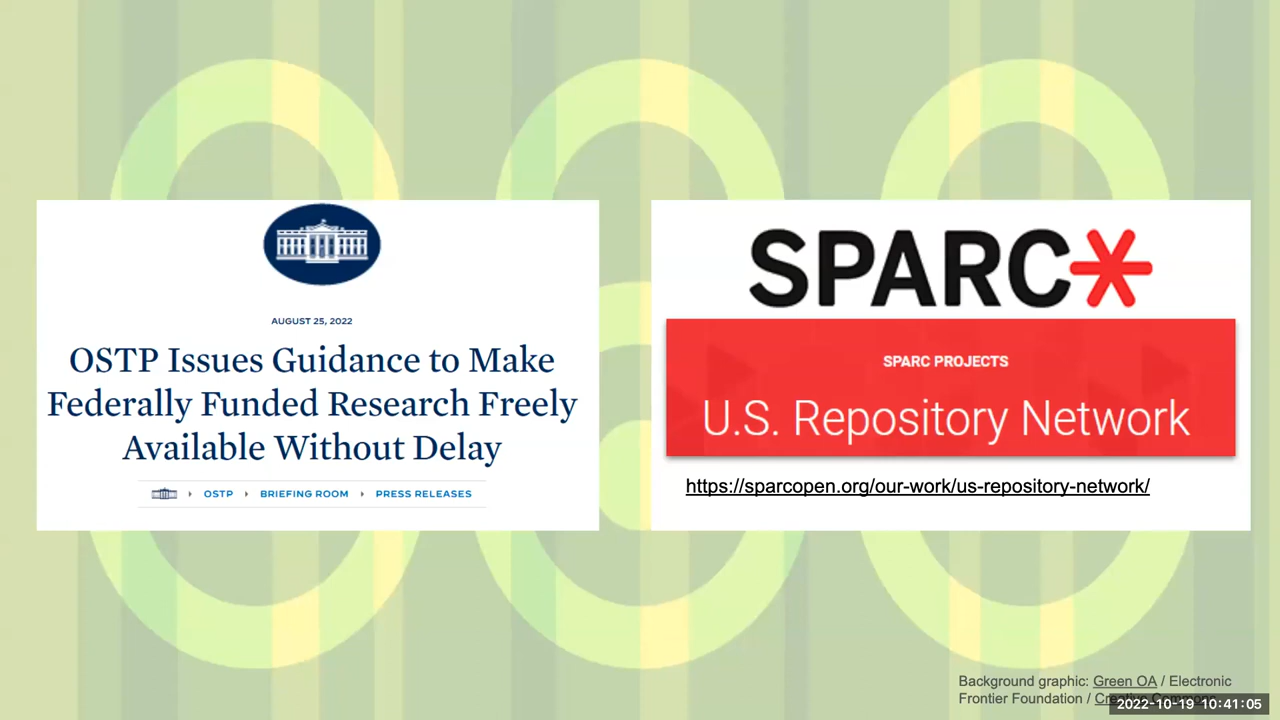 AUGUST 25, 2022
OSTP Issues Guidance to Make
Federally Funded Research Freely
Available Without Delay
OSTP
BRIEFING ROOM
PRESS RELEASES
SPARC
SPARC PROJECTS
U.S. Repository Network
https://sparcopen.org/our-work/us-repository-network/
Background graphic: Green OA / Electronic
Frontier Foundation / Creative Commons
2022-10-19 10:41:05